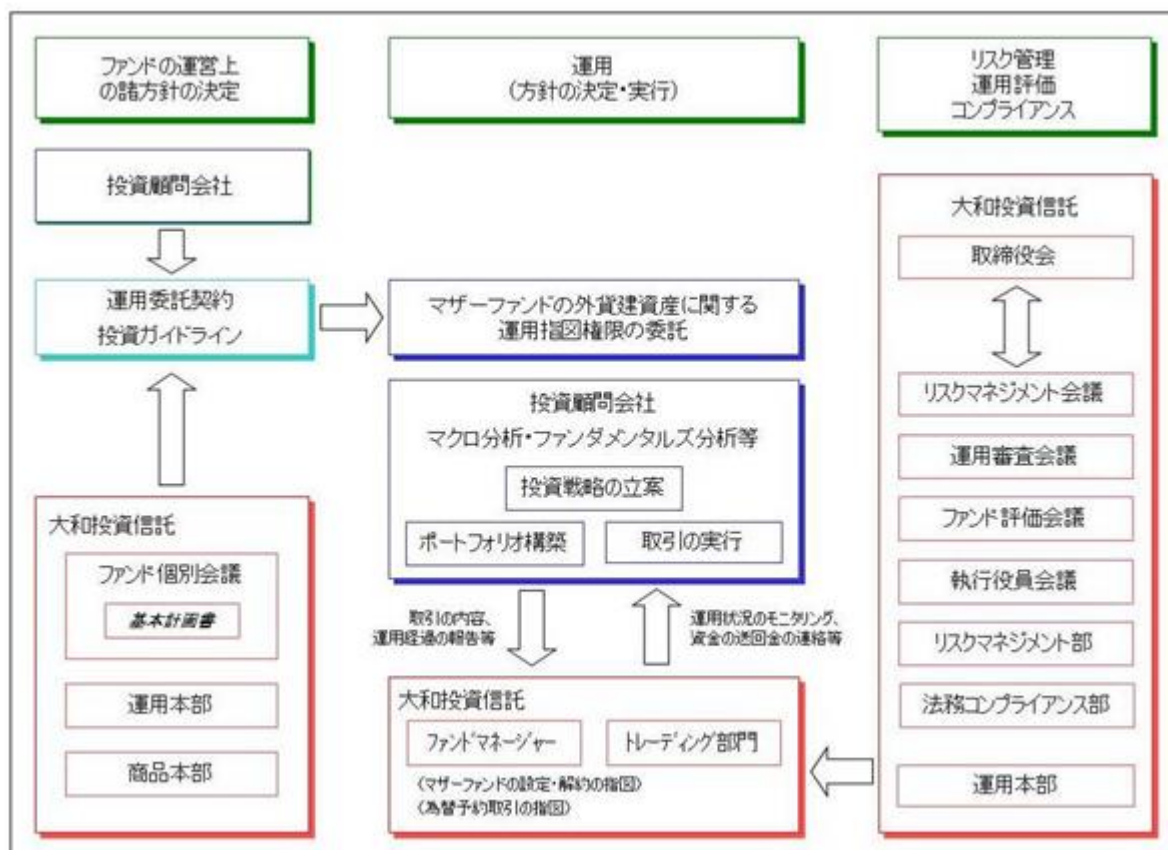 ファンドの運営上
の諸方針の決定
運用
(方針の決定・実行)
リスク管理
運用評価
コンプライアンス
投資顧問会社
運用委託契約
投資ガイドライン
大和投資信託
ファンド個別会議
基本計画書
運用本部
商品本部
マザーファンドの外貨建資産に関する
運用指図権限の委託
投資顧問会社
マクロ分析・ファンダメンタルズ分析等
投資戦略の立案
ポートフォリオ構築
取引の実行
取引の内容、
運用経過の報告等
運用状況のモニタリング、
資金の送回金の連絡等
大和投資信託
ファンドマネージャー
トレーディング部門
(マザーファンドの設定・解約の指図)
(為替予約取引の指図)
大和投資信託
取締役会
リスクマネジメント会議
運用審査会議
ファンド評価会議
執行役員会議
リスクマネジメント部
法務コンプライアンス部
運用本部